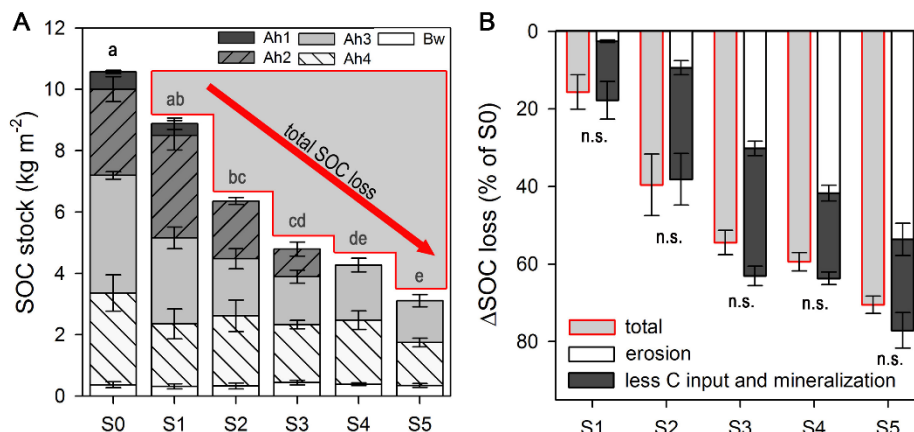 A
SOC stock (kg m⁻²)
12
10
8
6
4
2
0
Ah1
Ah2
Ah3
Ah4
Bw
a
ab
bc
cd
de
e
total SOC loss
S0 S1 S2 S3 S4 S5
B
ΔSOC loss (% of S0)
0
20
40
60
80
n.s.
n.s.
n.s.
n.s.
n.s.
total
erosion
less C input and mineralization
S1 S2 S3 S4 S5